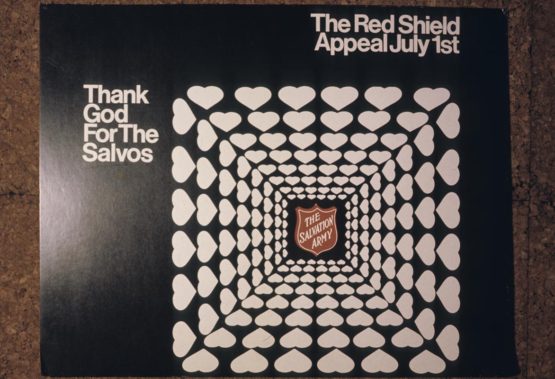 The Red Shield
Appeal July 1st
Thank
God
For The
Salvos
THE
SALVATION
ARMY